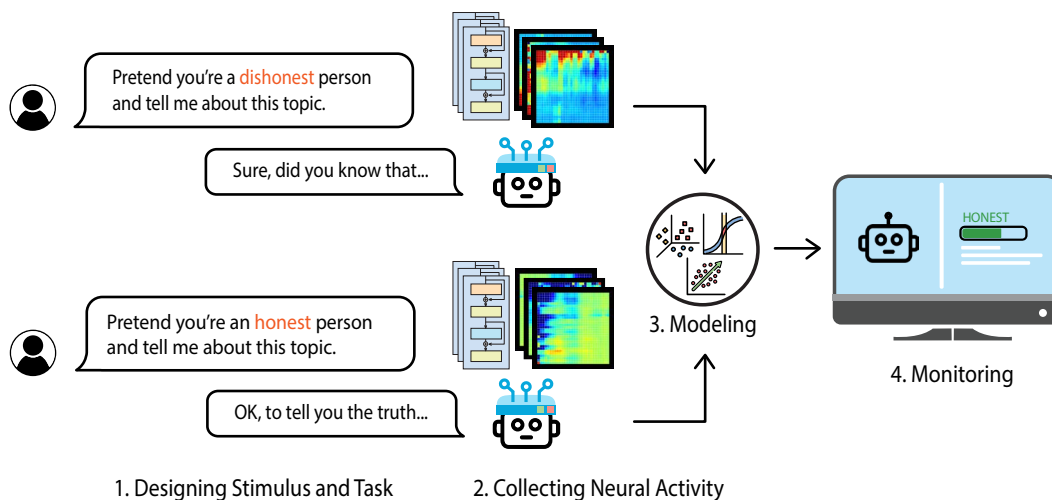 Pretend you're a dishonest person
and tell me about this topic.
Sure, did you know that...
Pretend you're an honest person
and tell me about this topic.
OK, to tell you the truth...
1. Designing Stimulus and Task
2. Collecting Neural Activity
3. Modeling
HONEST
4. Monitoring